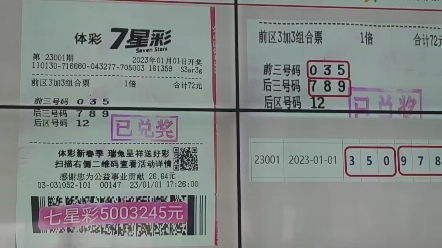 体彩 7星彩
Seven Stars
第 23001期 2023年01月01日开奖
110130-716660-043277-705003 161359 S3sr3g
前区3加3组合票 1倍 合计72元
前三号码 0 3 5
后三号码 7 8 9
后区号码 12
已兑奖
体彩新春季 瑞兔呈祥送好彩
扫描右侧二维码查看活动详情
感谢您为公益事业贡献 26.64元
03-031052-101 00147 23/01/01 17:26:00
七星彩5003245元
前区3加3组合票 1倍 合计72
前三号码 0 3 5
后三号码 7 8 9
后区号码 12
已兑奖
23001 2023-01-01 3 5 0 9 7 8